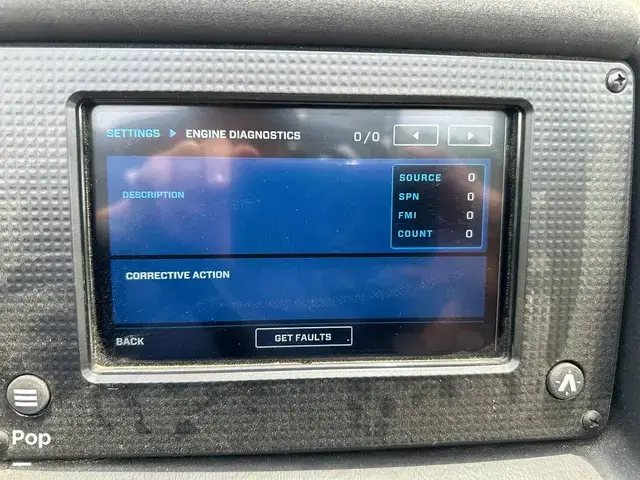 SETTINGS ▶ ENGINE DIAGNOSTICS 0/0
DESCRIPTION
SOURCE 0
SPN 0
FMI 0
COUNT 0
CORRECTIVE ACTION
BACK
GET FAULTS
Pop